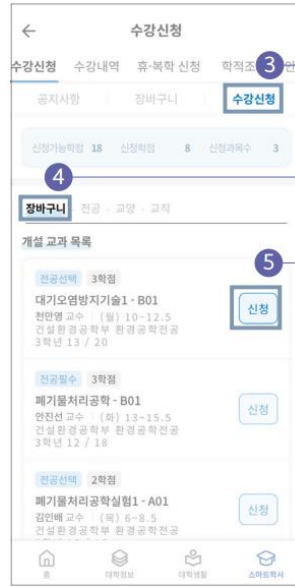 ← 수강신청
수강신청 수강내역 휴·복학 신청 학적조 3 안
공지사항 장바구니 수강신청
신청가능학점 18 신청학점 8 신청과목수 3
4
장바구니 · 전공 · 교양 · 교직
개설 교과 목록
5
전공선택 3학점
대기오염방지기술1 - B01
천만영 교수 (월) 10~12.5
건설환경공학부 환경공학전공
3학년 13 / 20
신청
전공필수 3학점
폐기물처리공학 - B01
안진선 교수 (화) 13~15.5
건설환경공학부 환경공학전공
3학년 12 / 18
신청
전공선택 2학점
폐기물처리공학실험1 - A01
김인배 교수 (목) 6~8.5
건설환경공학부 환경공학전공
신청
홈 대학정보 대학생활 스마트학사